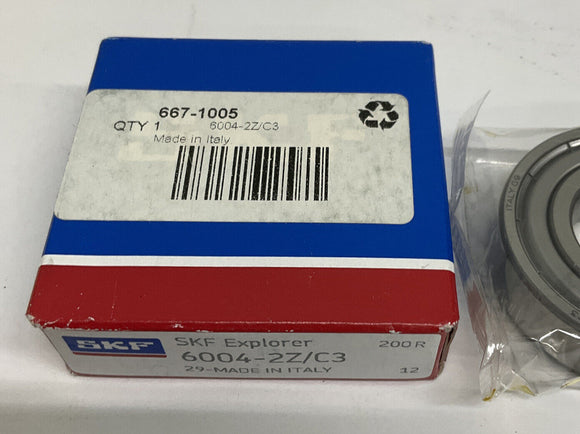 667-1005
QTY 1 6004-2Z/C3
Made in Italy
SKF SKF Explorer 200 R
6004-2Z/C3
29-MADE IN ITALY 12
ITALY